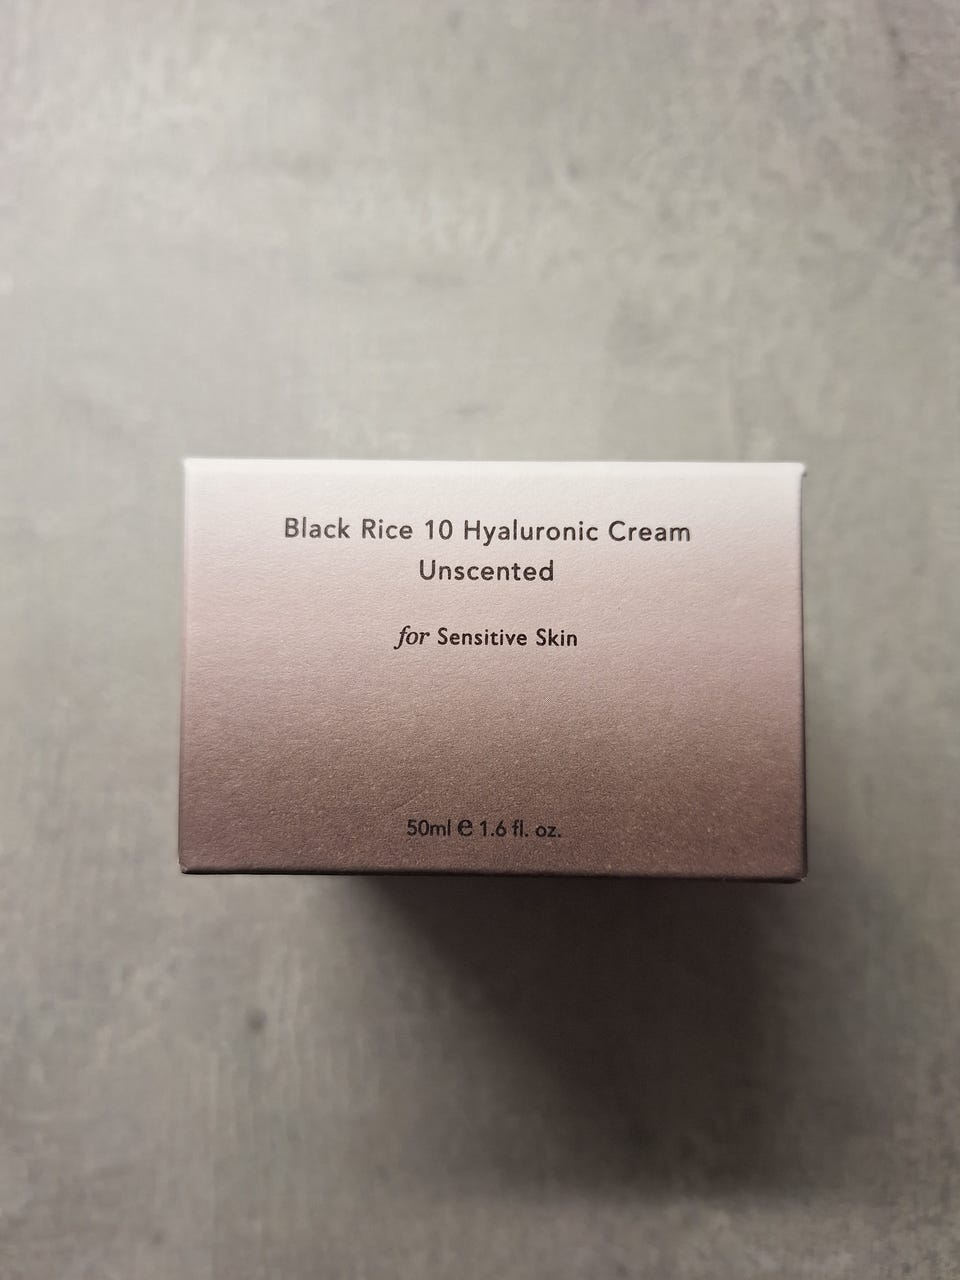 Black Rice 10 Hyaluronic Cream
Unscented
for Sensitive Skin
50ml ℮ 1.6 fl. oz.